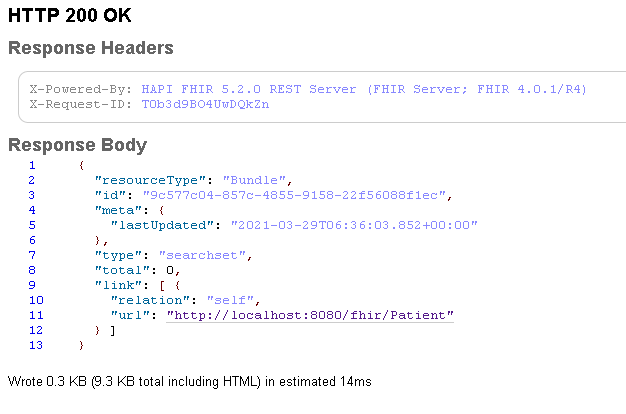 HTTP 200 OK
Response Headers
X-Powered-By: HAPI FHIR 5.2.0 REST Server (FHIR Server; FHIR 4.0.1/R4)
X-Request-ID: TOb3d9BO4UwDQkZn
Response Body
1 {
2 "resourceType": "Bundle",
3 "id": "9c577c04-857c-4855-9158-22f56088f1ec",
4 "meta": {
5 "lastUpdated": "2021-03-29T06:36:03.852+00:00"
6 },
7 "type": "searchset",
8 "total": 0,
9 "link": [ {
10 "relation": "self",
11 "url": "http://localhost:8080/fhir/Patient"
12 } ]
13 }
Wrote 0.3 KB (9.3 KB total including HTML) in estimated 14ms